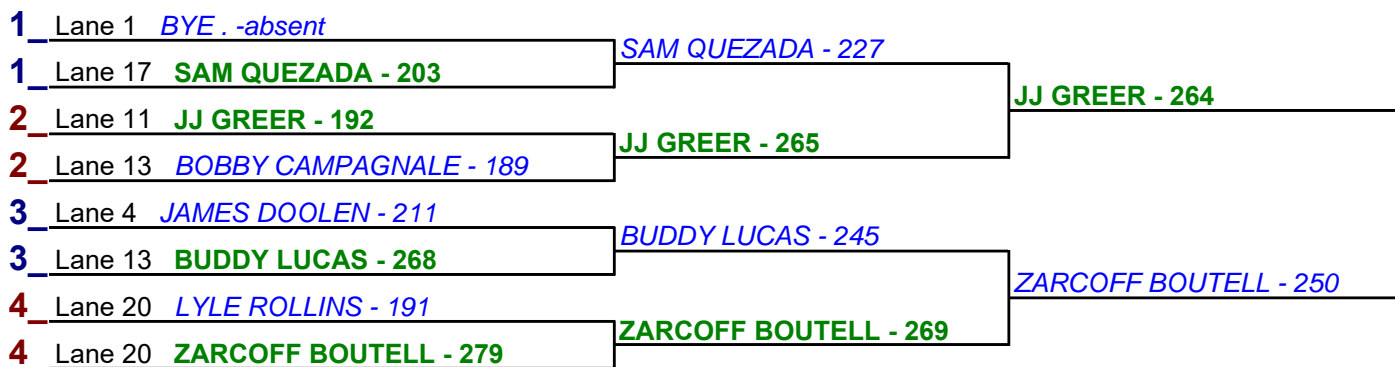 1_ Lane 1 BYE . -absent
SAM QUEZADA - 227
1_ Lane 17 SAM QUEZADA - 203
JJ GREER - 264
2_ Lane 11 JJ GREER - 192
JJ GREER - 265
2_ Lane 13 BOBBY CAMPAGNALE - 189
3_ Lane 4 JAMES DOOLEN - 211
BUDDY LUCAS - 245
3_ Lane 13 BUDDY LUCAS - 268
ZARCOFF BOUTELL - 250
4_ Lane 20 LYLE ROLLINS - 191
ZARCOFF BOUTELL - 269
4 Lane 20 ZARCOFF BOUTELL - 279